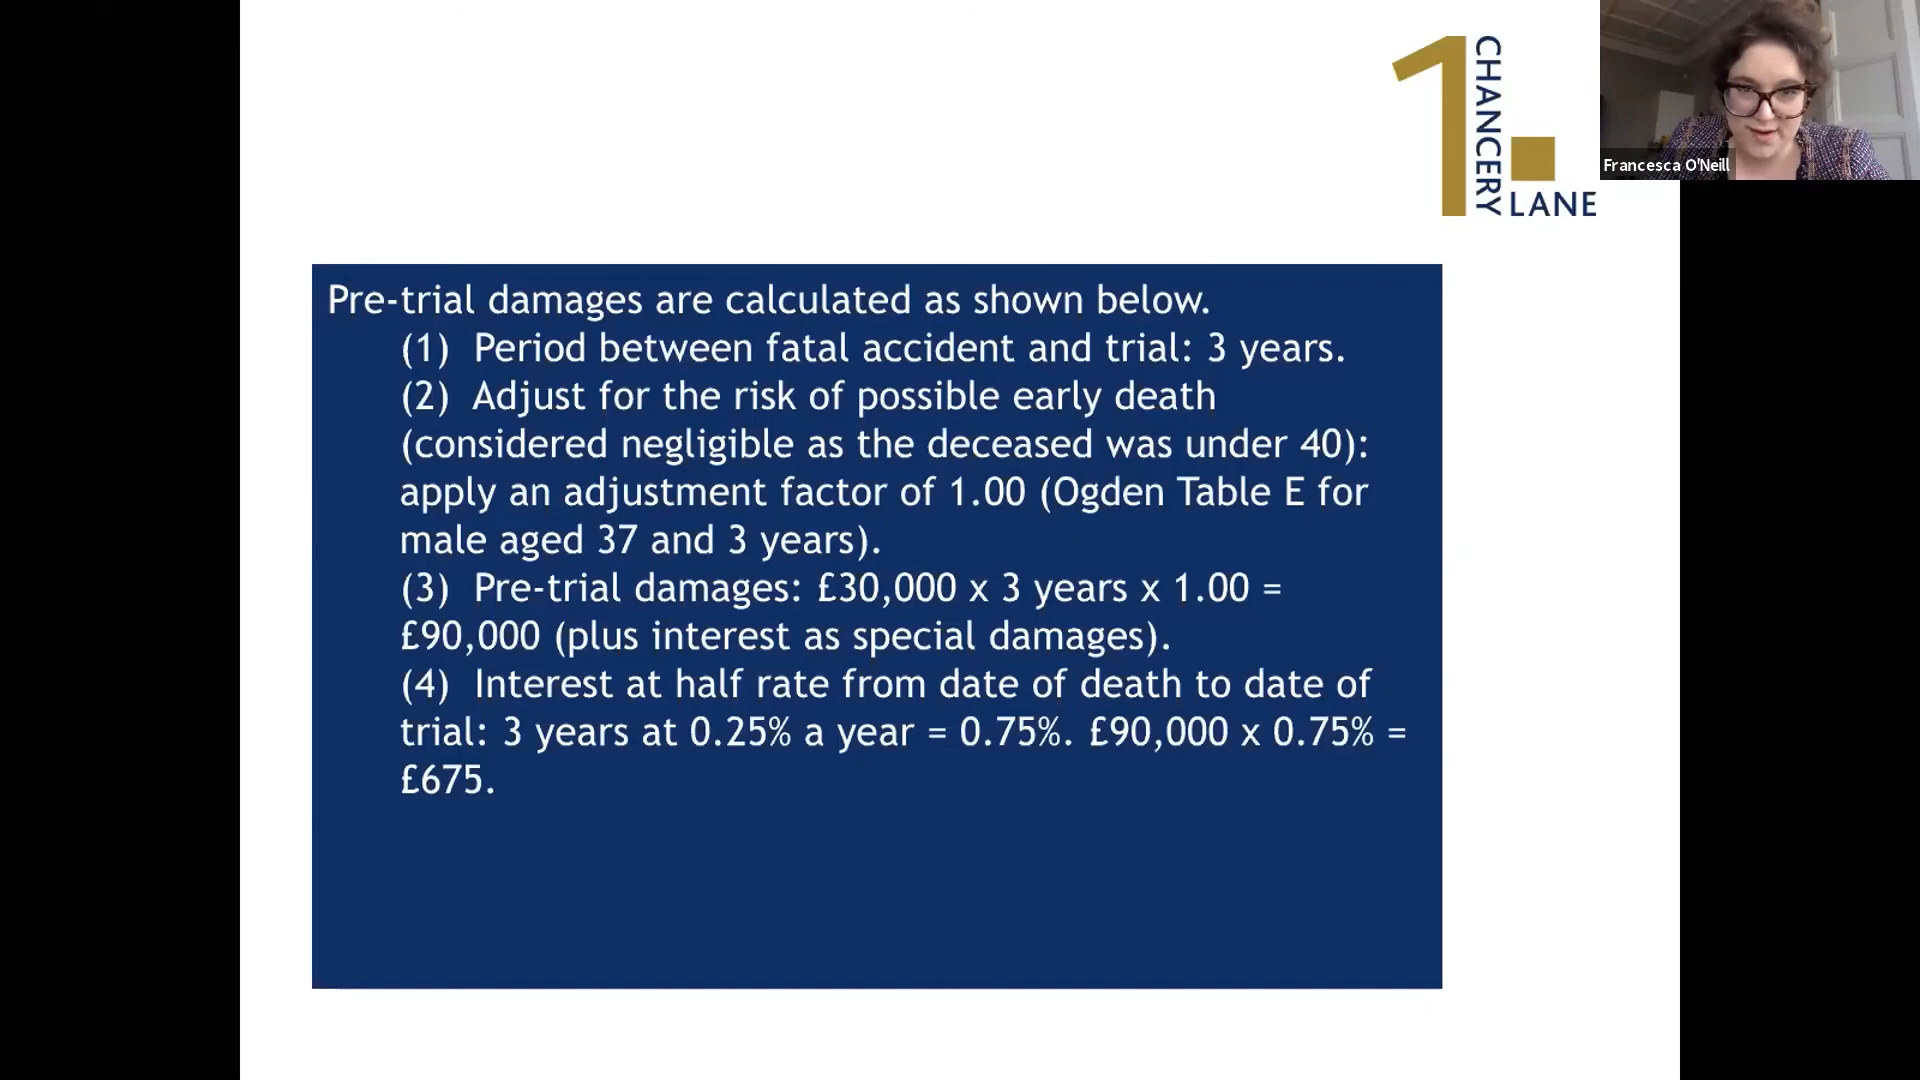 1 CHANCERY LANE
Francesca O'Neill
Pre-trial damages are calculated as shown below.
(1) Period between fatal accident and trial: 3 years.
(2) Adjust for the risk of possible early death
(considered negligible as the deceased was under 40):
apply an adjustment factor of 1.00 (Ogden Table E for
male aged 37 and 3 years).
(3) Pre-trial damages: £30,000 x 3 years x 1.00 =
£90,000 (plus interest as special damages).
(4) Interest at half rate from date of death to date of
trial: 3 years at 0.25% a year = 0.75%. £90,000 x 0.75% =
£675.